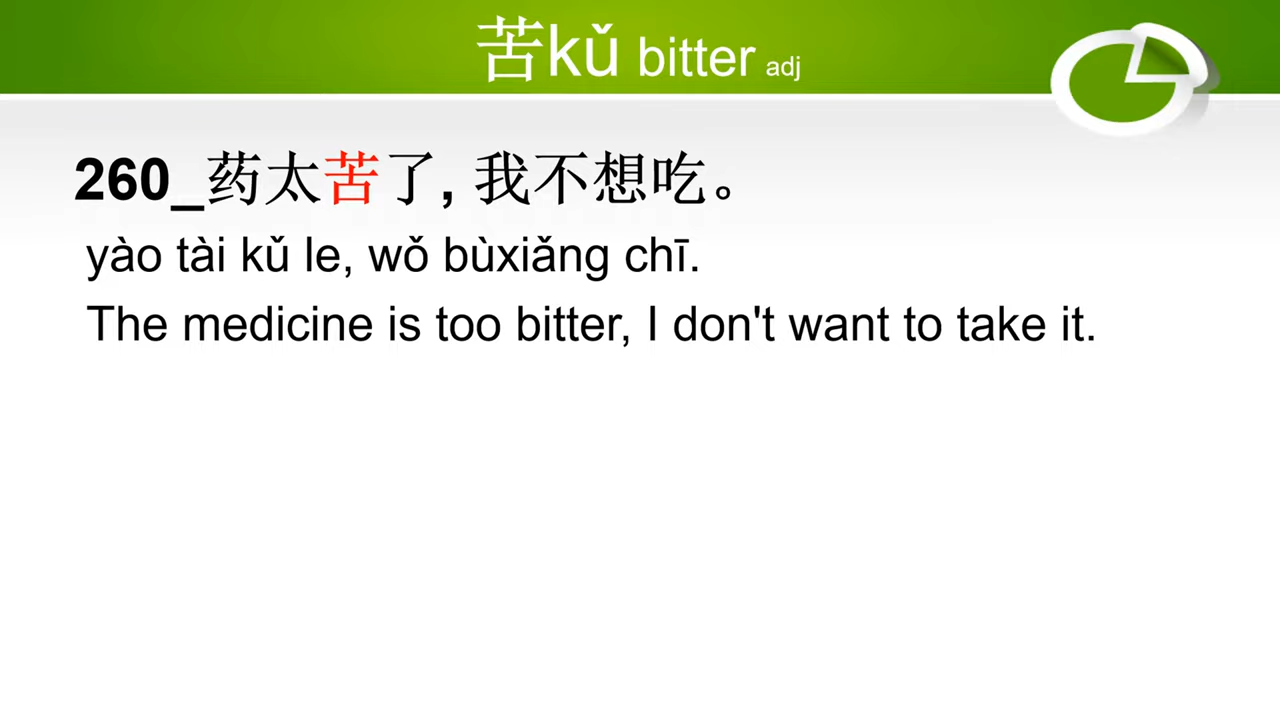 苦kǔ bitter adj
260_药太苦了, 我不想吃。
yào tài kǔ le, wǒ bùxiǎng chī.
The medicine is too bitter, I don't want to take it.